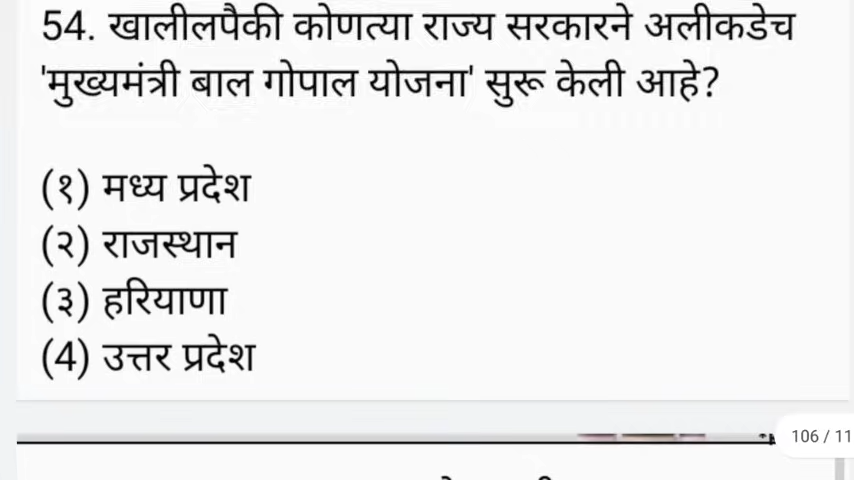 54. खालीलपैकी कोणत्या राज्य सरकारने अलीकडेच
'मुख्यमंत्री बाल गोपाल योजना' सुरू केली आहे?
(१) मध्य प्रदेश
(२) राजस्थान
(३) हरियाणा
(4) उत्तर प्रदेश
106 / 11